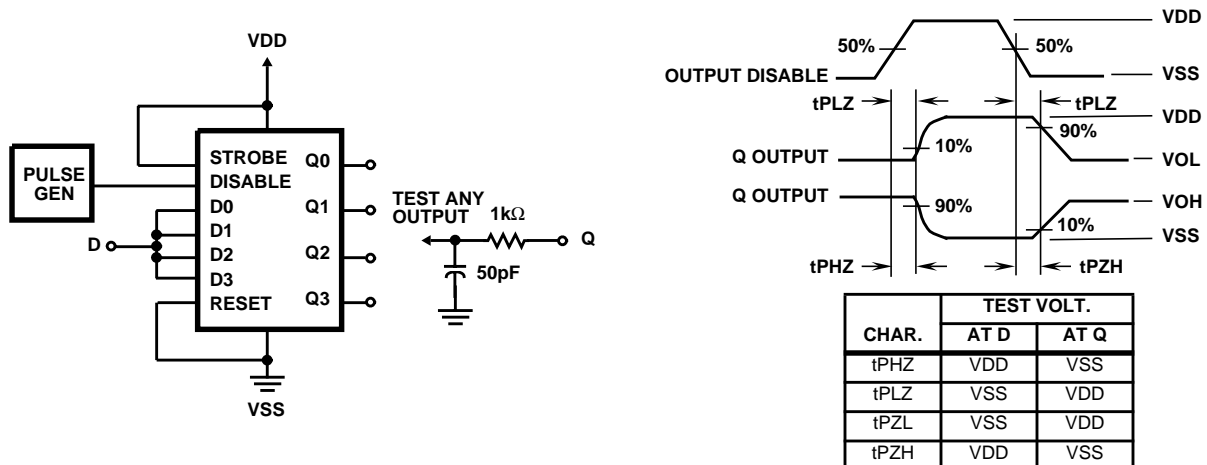 VDD
PULSE
GEN
STROBE
DISABLE
D0
D1
D2
D3
RESET
Q0
Q1
Q2
Q3
D
VSS
TEST ANY
OUTPUT
1kΩ
Q
50pF
VDD
50%
50%
OUTPUT DISABLE
VSS
tPLZ
tPLZ
VDD
10%
90%
Q OUTPUT
VOL
Q OUTPUT
VOH
90%
10%
VSS
tPHZ
tPZH
CHAR. TEST VOLT.
AT D AT Q
tPHZ VDD VSS
tPLZ VSS VDD
tPZL VSS VDD
tPZH VDD VSS